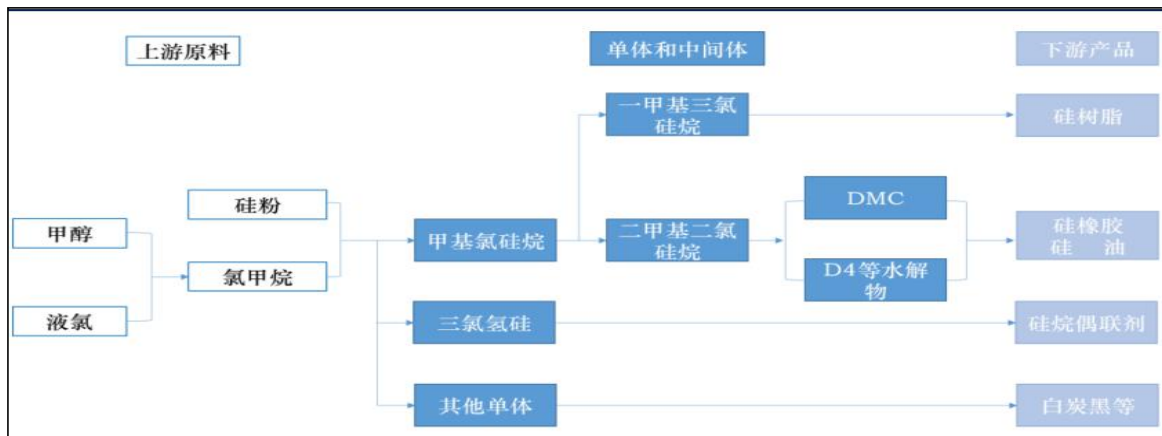 上游原料
单体和中间体
下游产品
一甲基三氯
硅烷
硅树脂
硅粉
DMC
甲醇
甲基氯硅烷
二甲基二氯
硅烷
硅橡胶
硅 油
氯甲烷
D4等水解
物
液氯
三氯氢硅
硅烷偶联剂
其他单体
白炭黑等